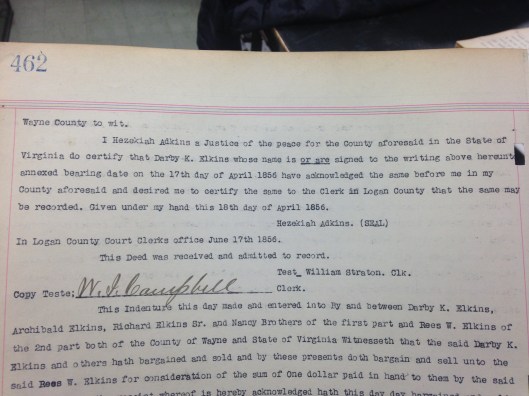 462
Wayne County to wit.
I Hezekiah Adkins a Justice of the peace for the County aforesaid in the State of
Virginia do certify that Darby K. Elkins whose name is or are signed to the writing above hereunto
annexed bearing date on the 17th day of April 1856 have acknowledged the same before me in my
County aforesaid and desired me to certify the same to the Clerk in Logan County that the same may
be recorded. Given under my hand this 18th day of April 1856.
Hezekiah Adkins. (SEAL)
In Logan County Court Clerks office June 17th 1856.
This Deed was received and admitted to record.
Test_ William Straton, Clk.
Copy Teste; W. I. Campbell Clerk.
This Indenture this day made and entered into By and between Darby K. Elkins,
Archibald Elkins, Richard Elkins Sr. and Nancy Brothers of the first part and Rees W. Elkins of
the 2nd part both of the County of Wayne and State of Virginia Witnesseth that the said Darby K.
Elkins and others hath bargained and sold and by these presents doth bargain and sell unto the
said Rees W. Elkins for consideration of the sum of One dollar paid in hand to them by the said
whereof is hereby acknowledged hath this day